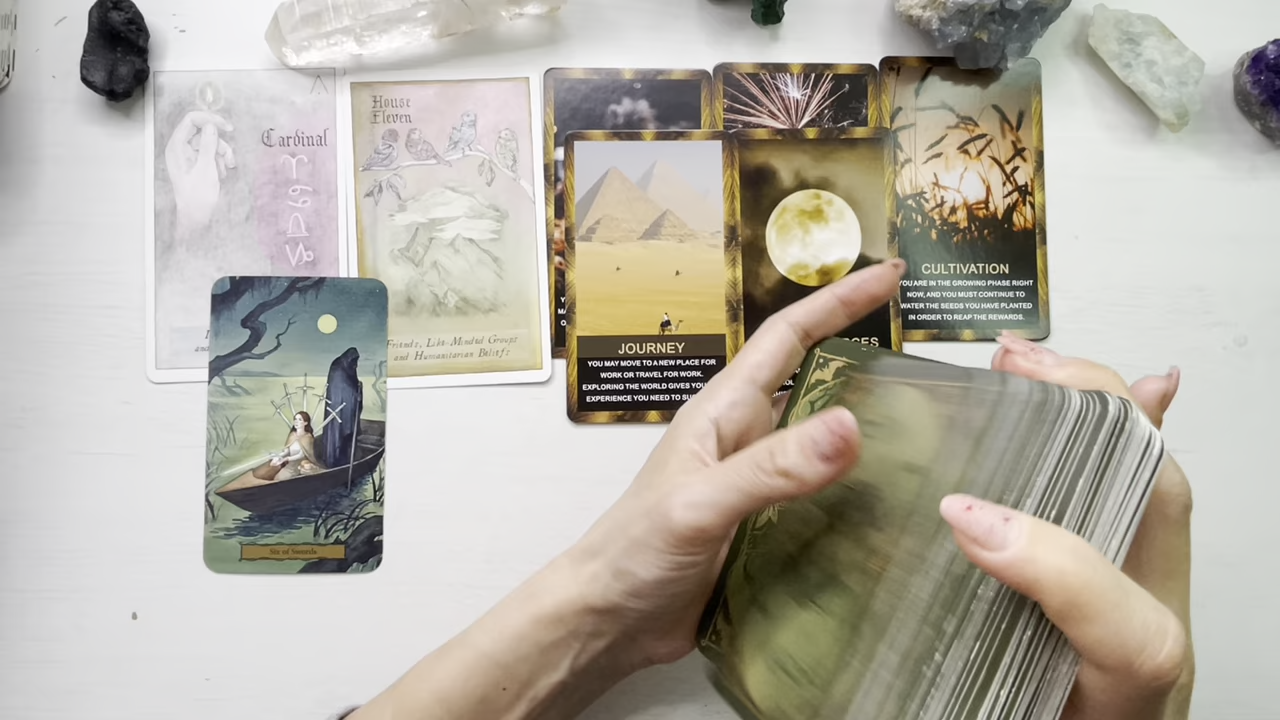 Cardinal
House
Eleven
Friends, Like-Minded Groups
and Humanitarian Beliefs
JOURNEY
YOU MAY MOVE TO A NEW PLACE FOR
WORK OR TRAVEL FOR WORK.
EXPLORING THE WORLD GIVES YOU
EXPERIENCE YOU NEED TO
CULTIVATION
YOU ARE IN THE GROWING PHASE RIGHT
NOW, AND YOU MUST CONTINUE TO
WATER THE SEEDS YOU HAVE PLANTED
IN ORDER TO REAP THE REWARDS.
Six of Swords